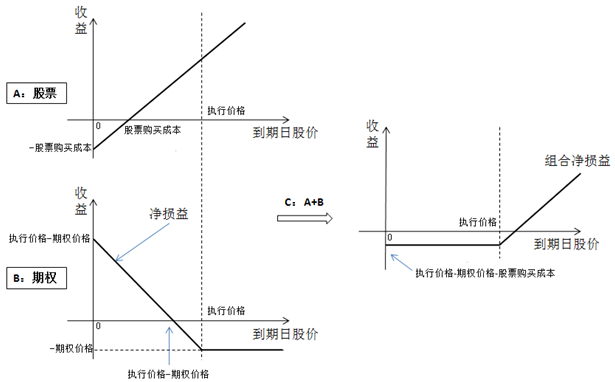 收
益
A：股票
执行价格
0
股票购买成本
到期日股价
-股票购买成本
收
益
净损益
执行价格-期权价格
B：期权
执行价格
0
到期日股价
-期权价格
执行价格-期权价格
C：A+B
收
益
组合净损益
执行价格
0
到期日股价
执行价格-期权价格-股票购买成本